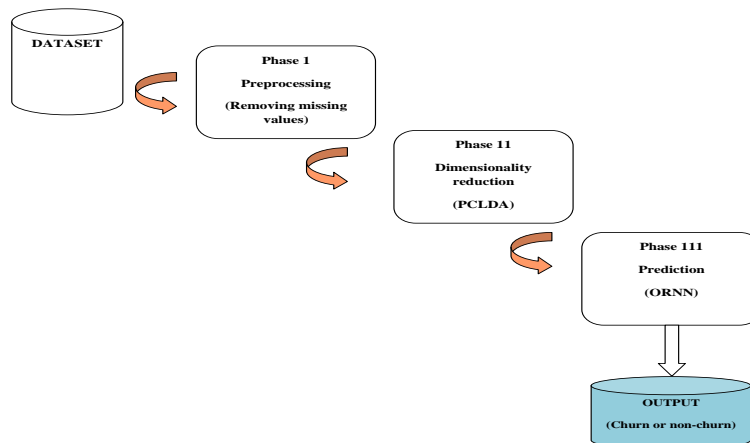 DATASET
Phase 1
Preprocessing
(Removing missing
values)
Phase 11
Dimensionality
reduction
(PCLDA)
Phase 111
Prediction
(ORNN)
OUTPUT
(Churn or non-churn)